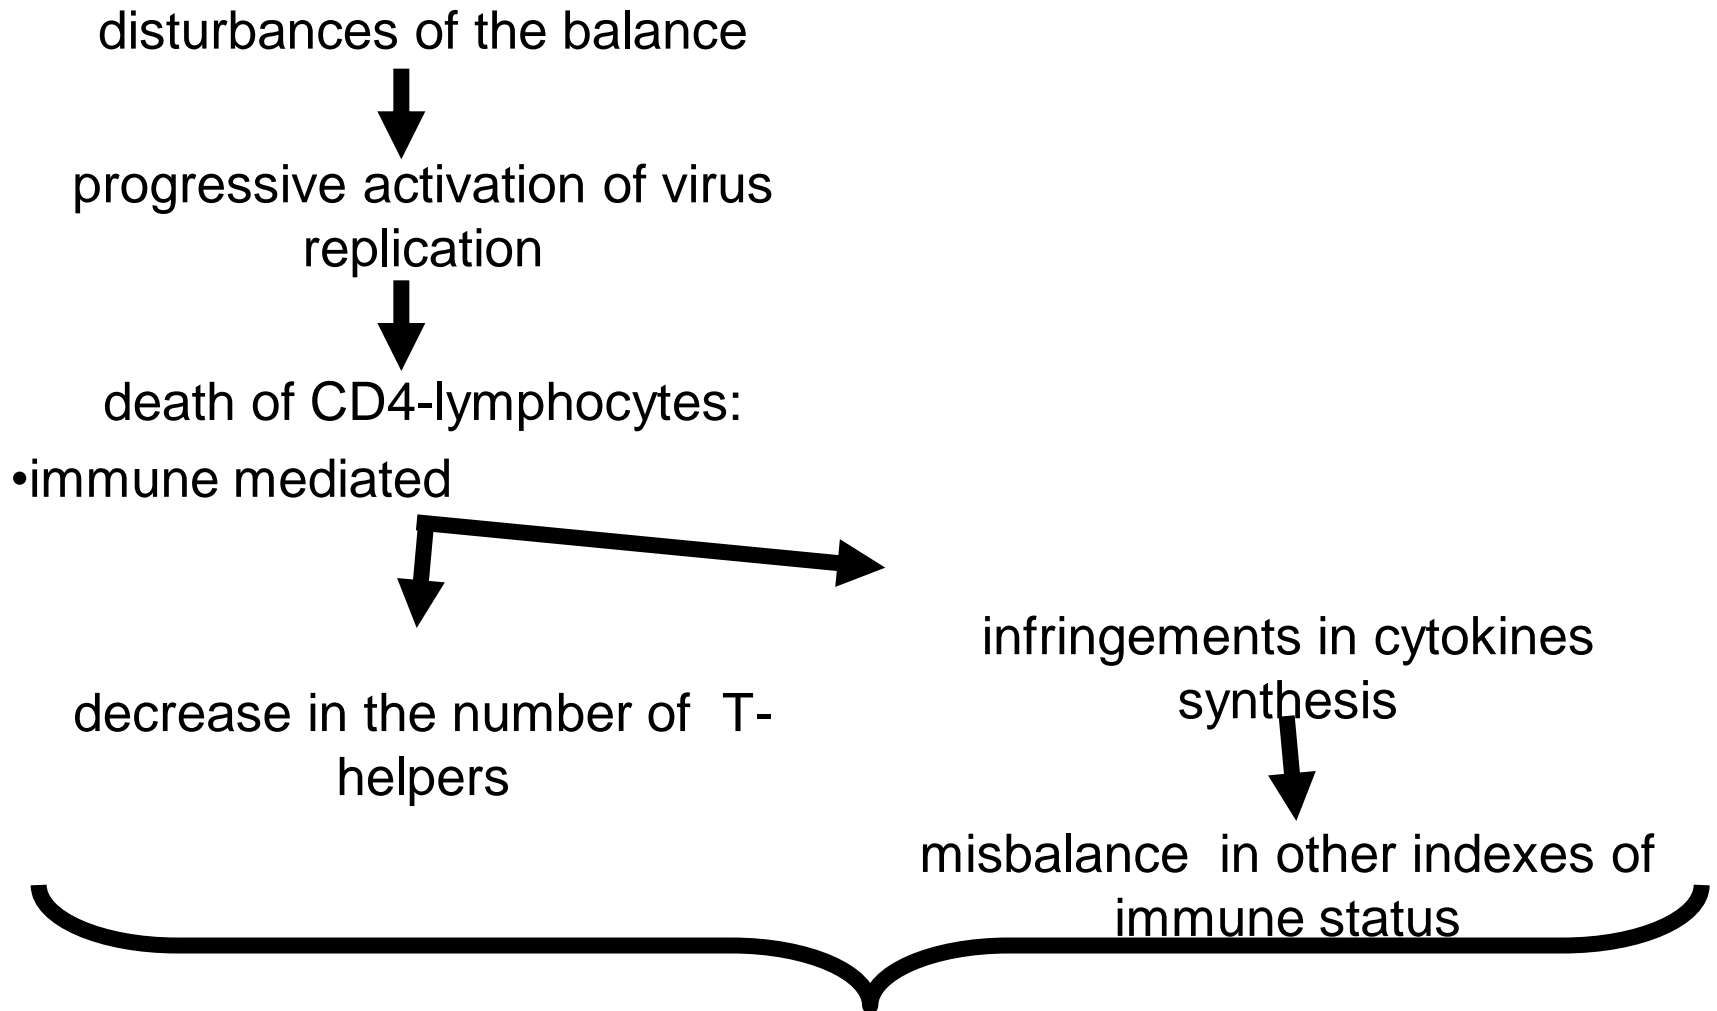 disturbances of the balance
progressive activation of virus
replication
death of CD4-lymphocytes:
•immune mediated
decrease in the number of  T-
helpers
infringements in cytokines
synthesis
misbalance  in other indexes of
immune status